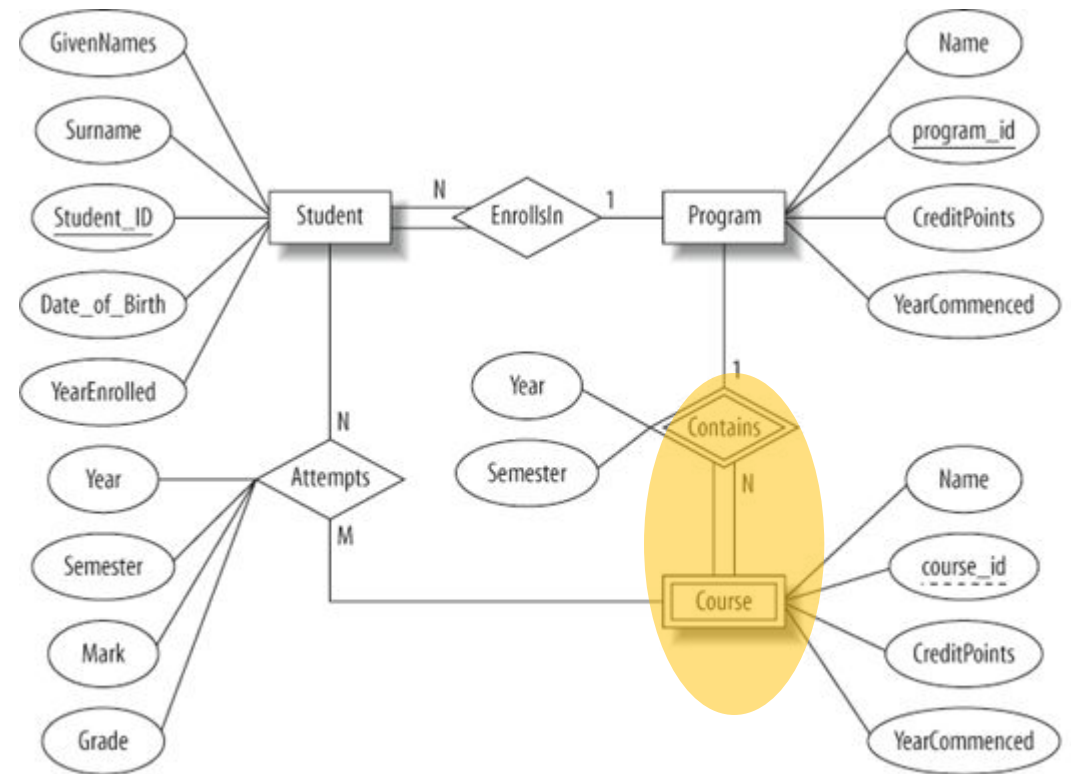 GivenNames
Name
Surname
program_id
Student_ID
Student
N
EnrollsIn
1
Program
CreditPoints
Date_of_Birth
YearCommenced
YearEnrolled
Year
1
N
Contains
Year
Attempts
Semester
N
Name
M
Semester
course_id
Course
Mark
CreditPoints
Grade
YearCommenced